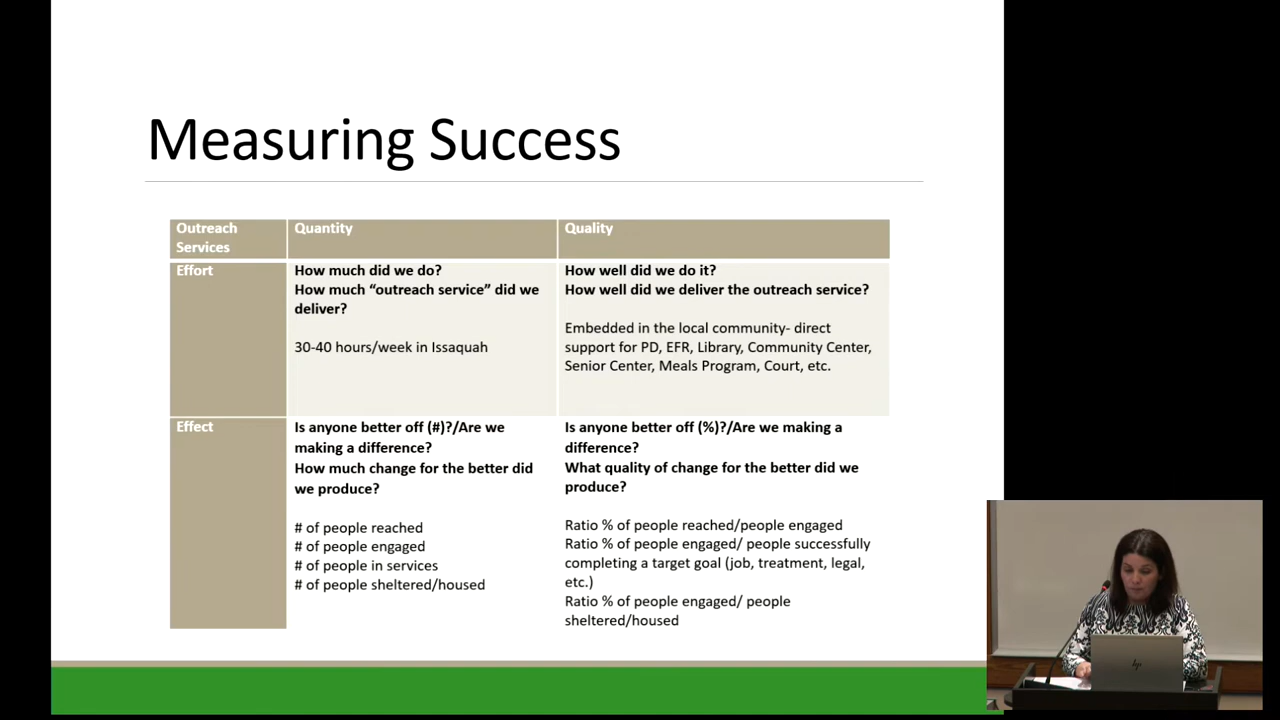 Measuring Success
Outreach
Services
Quantity
Quality
Effort
How much did we do?
How much “outreach service” did we
deliver?
30-40 hours/week in Issaquah
How well did we do it?
How well did we deliver the outreach service?
Embedded in the local community- direct
support for PD, EFR, Library, Community Center,
Senior Center, Meals Program, Court, etc.
Effect
Is anyone better off (#)?/Are we
making a difference?
How much change for the better did
we produce?
# of people reached
# of people engaged
# of people in services
# of people sheltered/housed
Is anyone better off (%)?/Are we making a
difference?
What quality of change for the better did we
produce?
Ratio % of people reached/people engaged
Ratio % of people engaged/ people successfully
completing a target goal (job, treatment, legal,
etc.)
Ratio % of people engaged/ people
sheltered/housed
hp